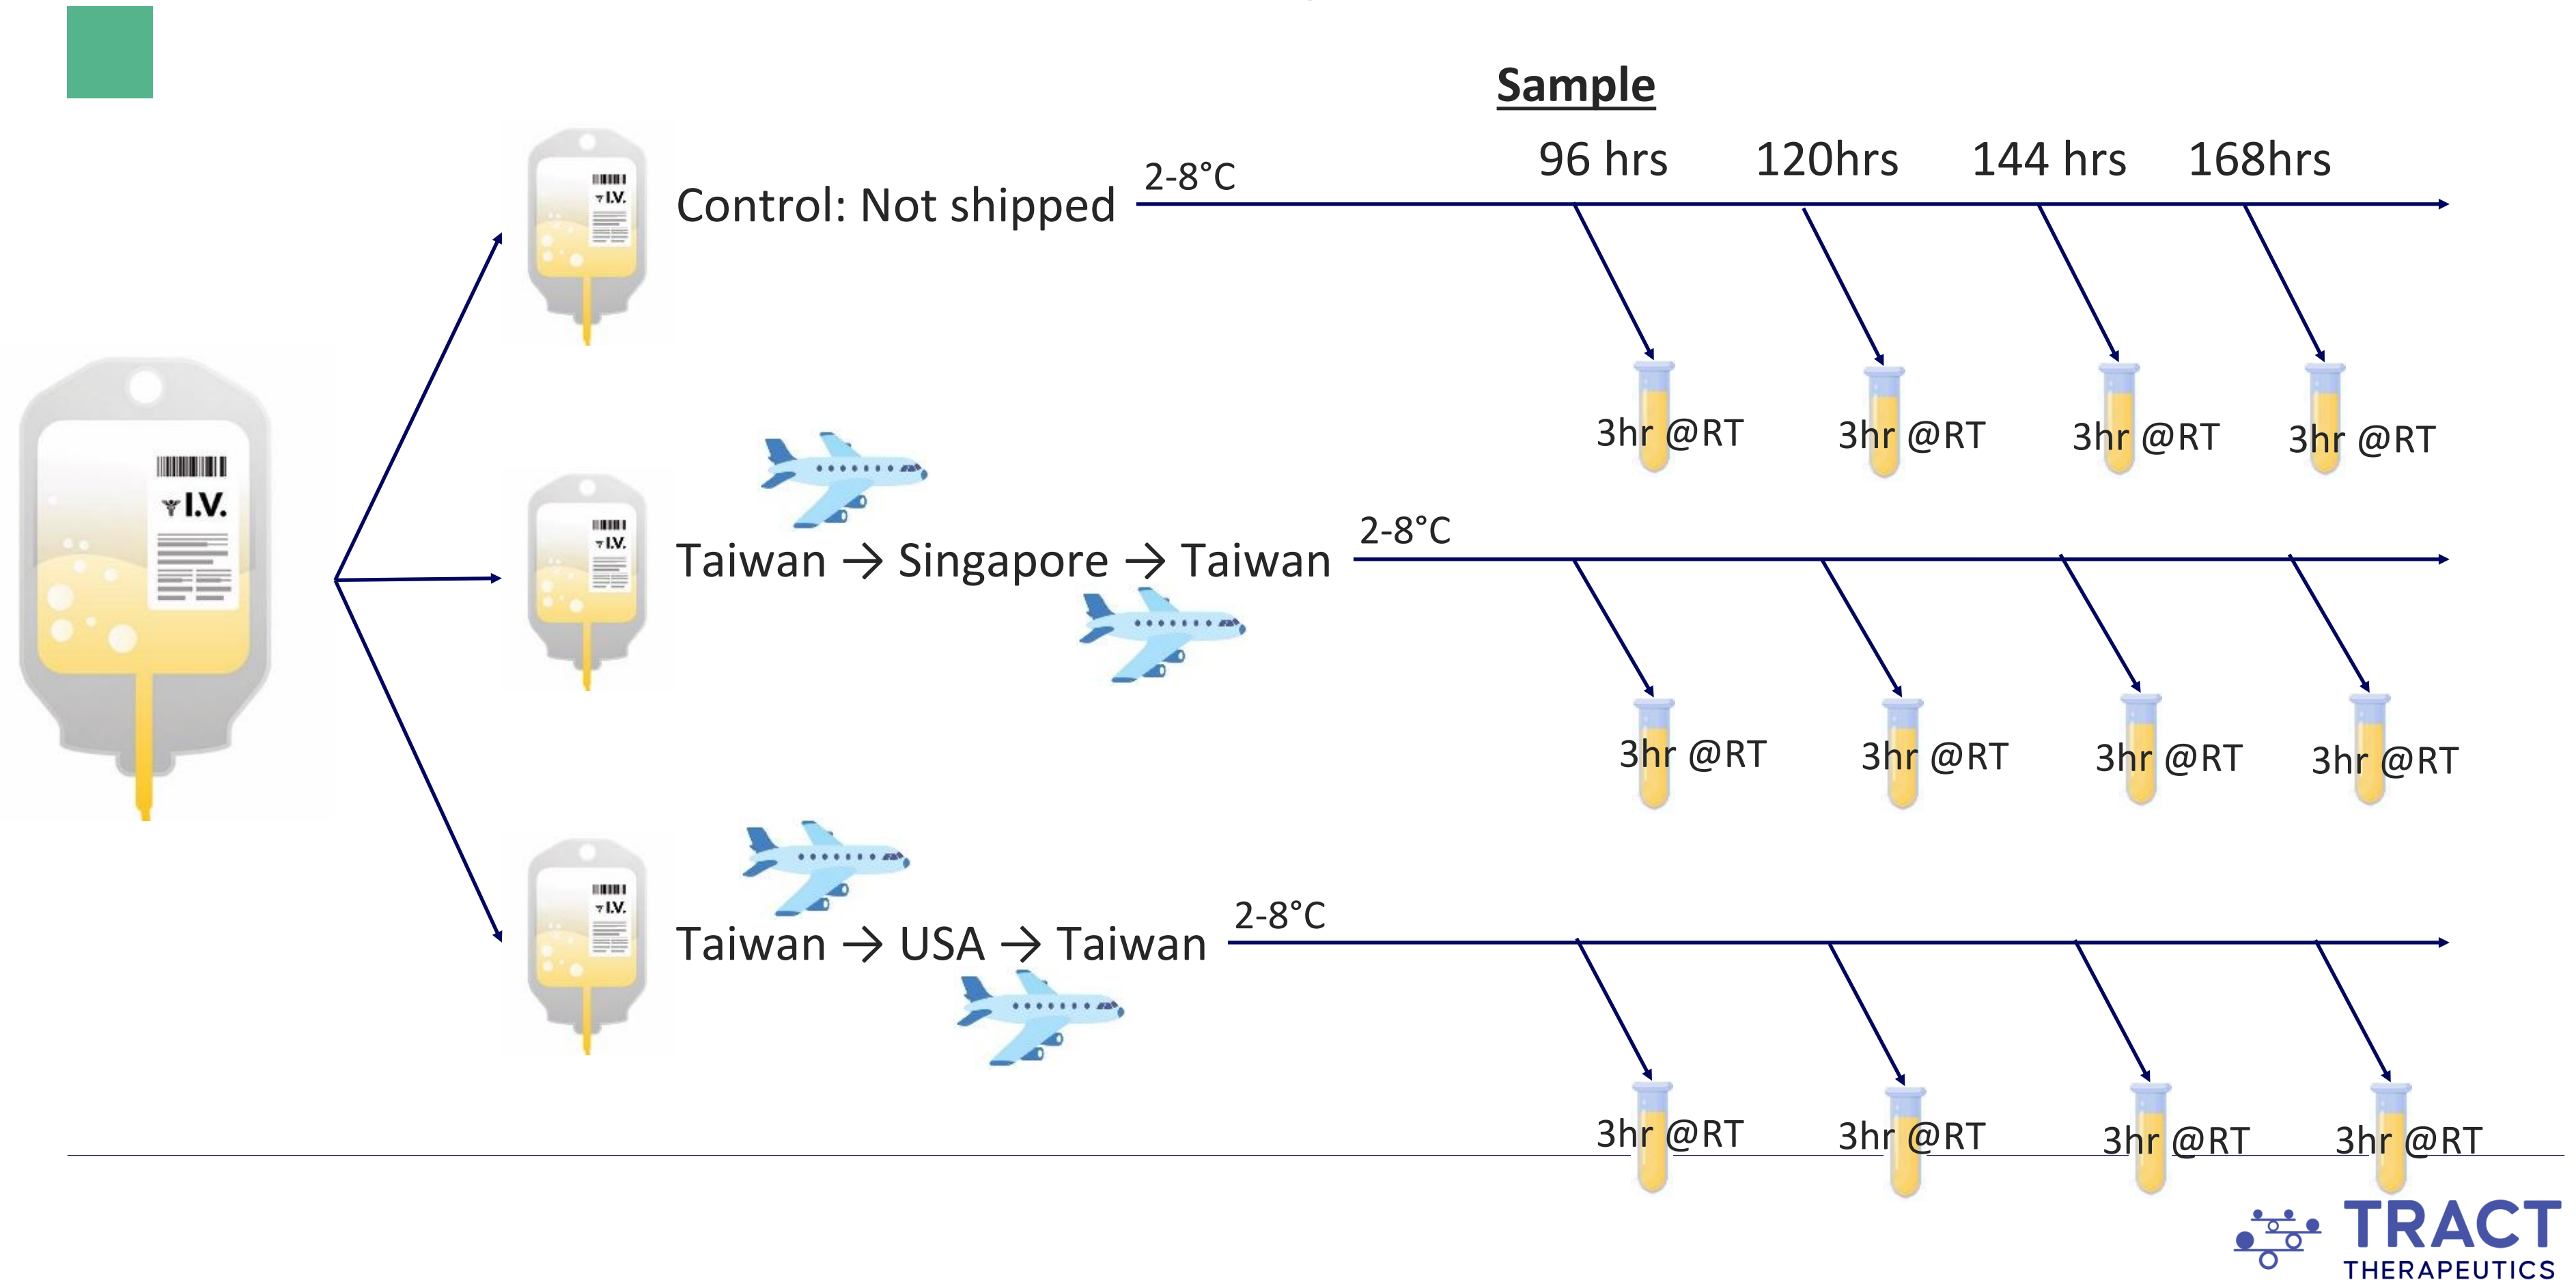 Sample
96 hrs
120hrs
144 hrs
168hrs
I.V.
Control: Not shipped
2-8°C
3hr @RT
3hr @RT
3hr @RT
3hr @RT
I.V.
I.V.
Taiwan → Singapore → Taiwan
2-8°C
3hr @RT
3hr @RT
3hr @RT
3hr @RT
I.V.
Taiwan → USA → Taiwan
2-8°C
3hr @RT
3hr @RT
3hr @RT
3hr @RT
TRACT
THERAPEUTICS